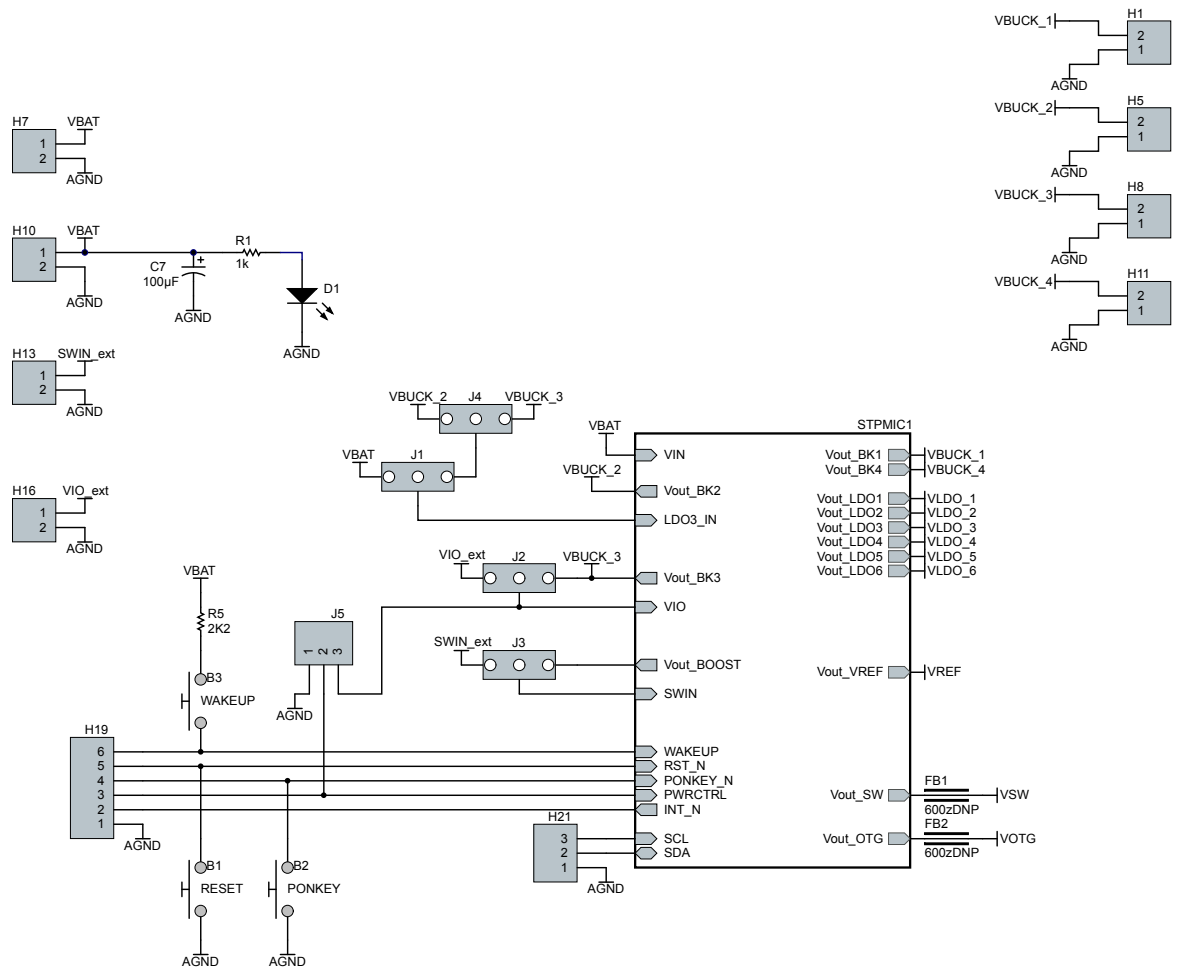 VBUCK_1
H1
2
1
AGND
VBUCK_2
H5
2
1
AGND
VBUCK_3
H8
2
1
AGND
VBUCK_4
H11
2
1
AGND
H7
VBAT
1
2
AGND
H10
VBAT
1
2
AGND
C7
100µF
+
AGND
R1
1k
D1
AGND
H13
SWIN_ext
1
2
AGND
H16
VIO_ext
1
2
AGND
VBUCK_2
J4
VBUCK_3
VBAT
J1
VIO_ext
J2
VBUCK_3
SWIN_ext
J3
VBAT
VBUCK_2
STPMIC1
VIN
Vout_BK2
LDO3_IN
Vout_BK3
VIO
Vout_BOOST
SWIN
WAKEUP
RST_N
PONKEY_N
PWRCTRL
INT_N
SCL
SDA
Vout_BK1
VBUCK_1
Vout_BK4
VBUCK_4
Vout_LDO1
VLDO_1
Vout_LDO2
VLDO_2
Vout_LDO3
VLDO_3
Vout_LDO4
VLDO_4
Vout_LDO5
VLDO_5
Vout_LDO6
VLDO_6
Vout_VREF
VREF
Vout_SW
FB1
600zDNP
VSW
Vout_OTG
FB2
600zDNP
VOTG
VBAT
R5
2K2
B3
WAKEUP
J5
1
2
3
AGND
H19
6
5
4
3
2
1
AGND
B1
RESET
AGND
B2
PONKEY
AGND
H21
3
2
1
AGND